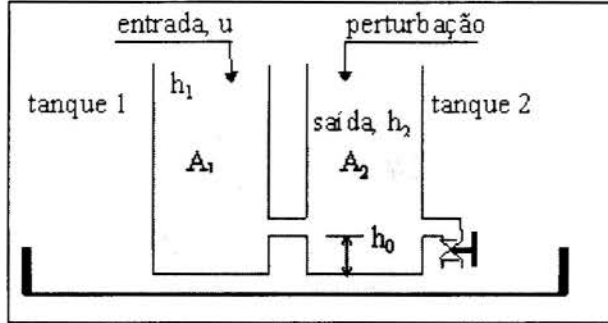 entrada, u perturbação
h₁
tanque 1 saída, h₂ tanque 2
A₁ A₂
h₀